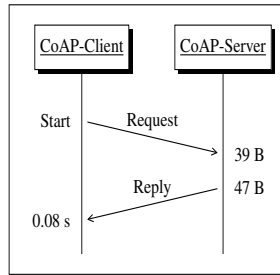 CoAP-Client CoAP-Server
Start Request
39 B
Reply 47 B
0.08 s